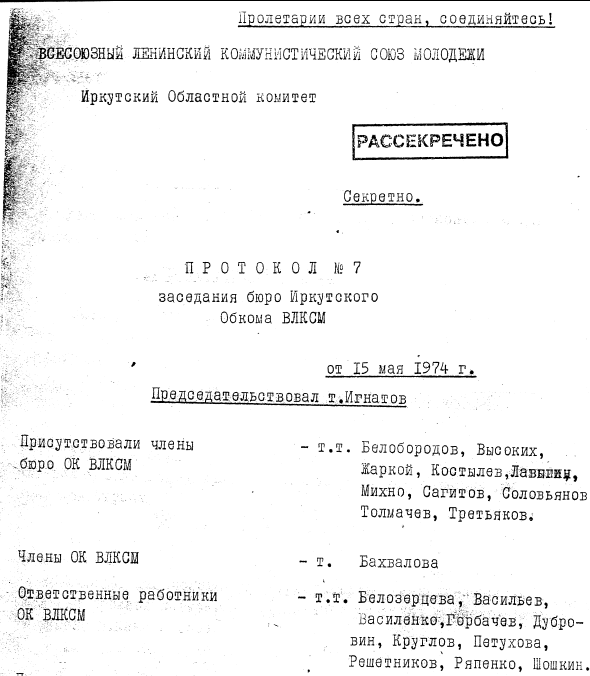 Пролетарии всех стран, соединяйтесь!
ВСЕСОЮЗНЫЙ ЛЕНИНСКИЙ КОММУНИСТИЧЕСКИЙ СОЮЗ МОЛОДЕЖИ
Иркутский Областной комитет
РАССЕКРЕЧЕНО
Секретно.
П Р О Т О К О Л № 7
заседания бюро Иркутского
Обкома ВЛКСМ
от 15 мая 1974 г.
Председательствовал т.Игнатов
Присутствовали члены - т.т. Белобородов, Высоких,
бюро ОК ВЛКСМ Жаркой, Костылев,
Михно, Сагитов, Соловьянов
Толмачев, Третьяков.
Члены ОК ВЛКСМ - т. Бахвалова
Ответственные работники - т.т. Белозерцева, Васильев,
ОК ВЛКСМ Василенко,Горбачев, Дубро-
вин, Круглов, Петухова,
Решетников, Ряпенко, Шошкин.